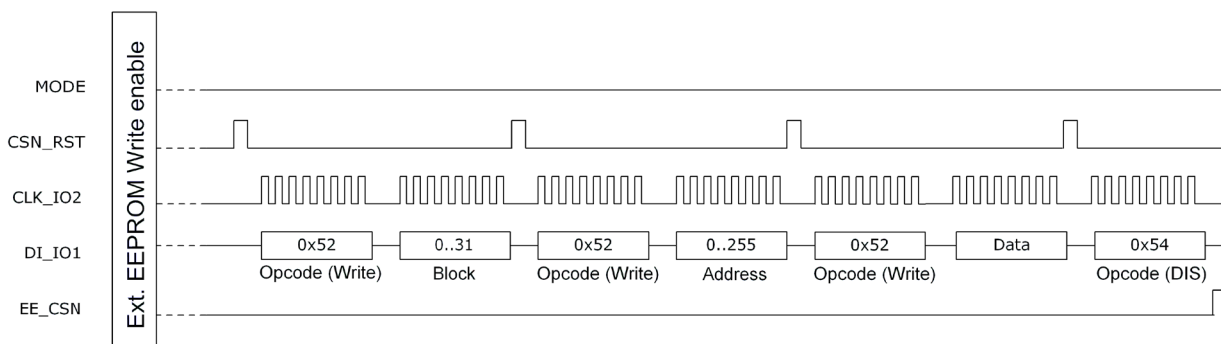 Ext. EEPROM Write enable
MODE
CSN_RST
CLK_IO2
DI_IO1
0x52
0..31
0x52
0..255
0x52
Data
0x54
Opcode (Write)
Block
Opcode (Write)
Address
Opcode (Write)
Opcode (DIS)
EE_CSN